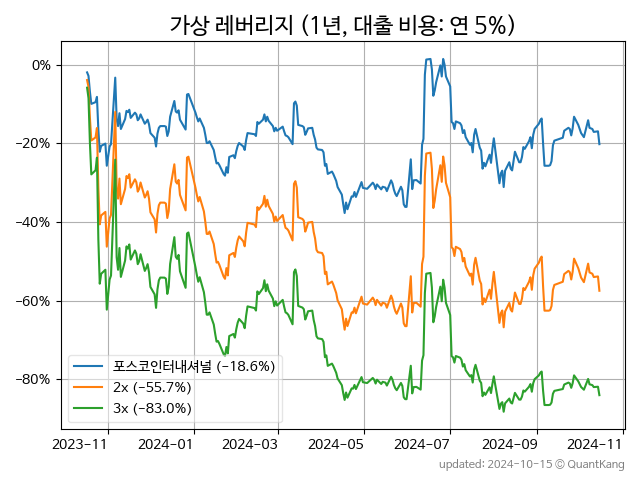 가상 레버리지 (1년, 대출 비용: 연 5%)
0%
−20%
−40%
−60%
−80%
포스코인터내셔널 (−18.6%)
2x (−55.7%)
3x (−83.0%)
2023-11 2024-01 2024-03 2024-05 2024-07 2024-09 2024-11
updated: 2024-10-15 © QuantKang